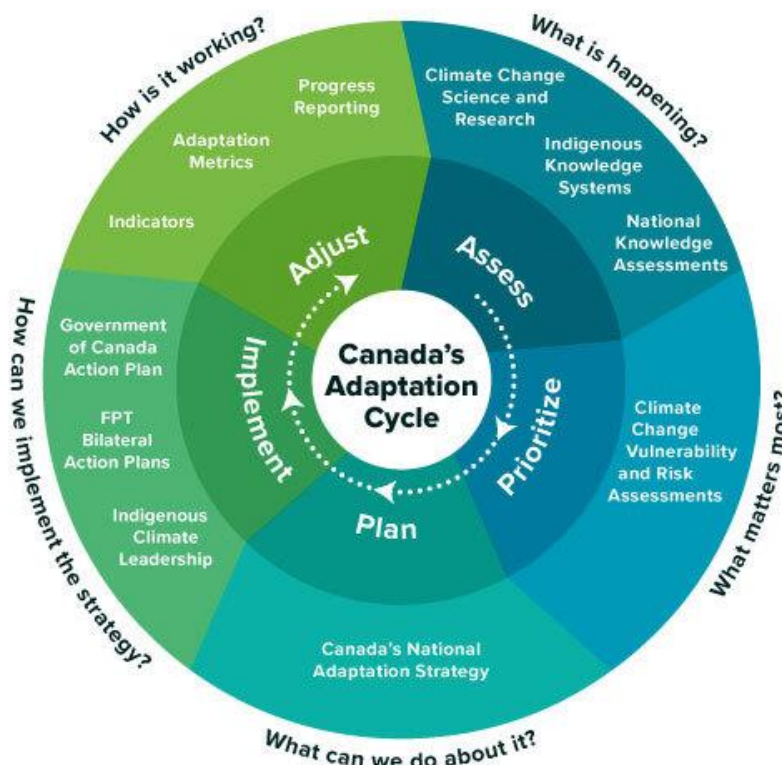 Canada's
Adaptation
Cycle
What is happening?
Assess
Climate Change
Science and
Research
Indigenous
Knowledge
Systems
National
Knowledge
Assessments
What matters most?
Prioritize
Climate
Change
Vulnerability
and Risk
Assessments
What can we do about it?
Plan
Canada's National
Adaptation Strategy
How can we implement the strategy?
Implement
Government
of Canada
Action Plan
FPT
Bilateral
Action Plans
Indigenous
Climate
Leadership
How is it working?
Adjust
Progress
Reporting
Adaptation
Metrics
Indicators